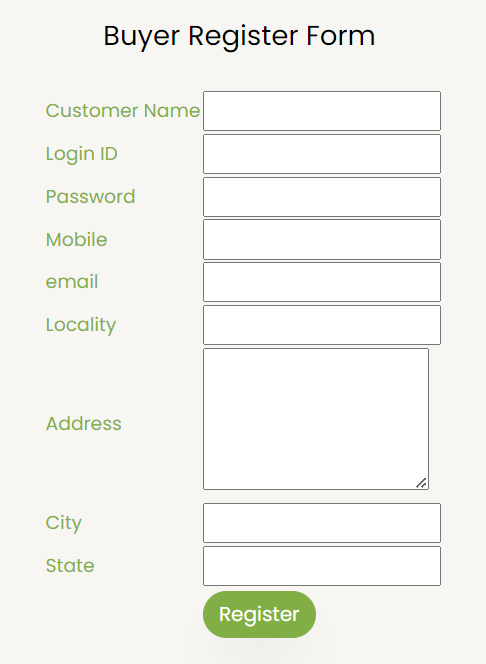 Buyer Register Form
Customer Name
Login ID
Password
Mobile
email
Locality
Address
City
State
Register